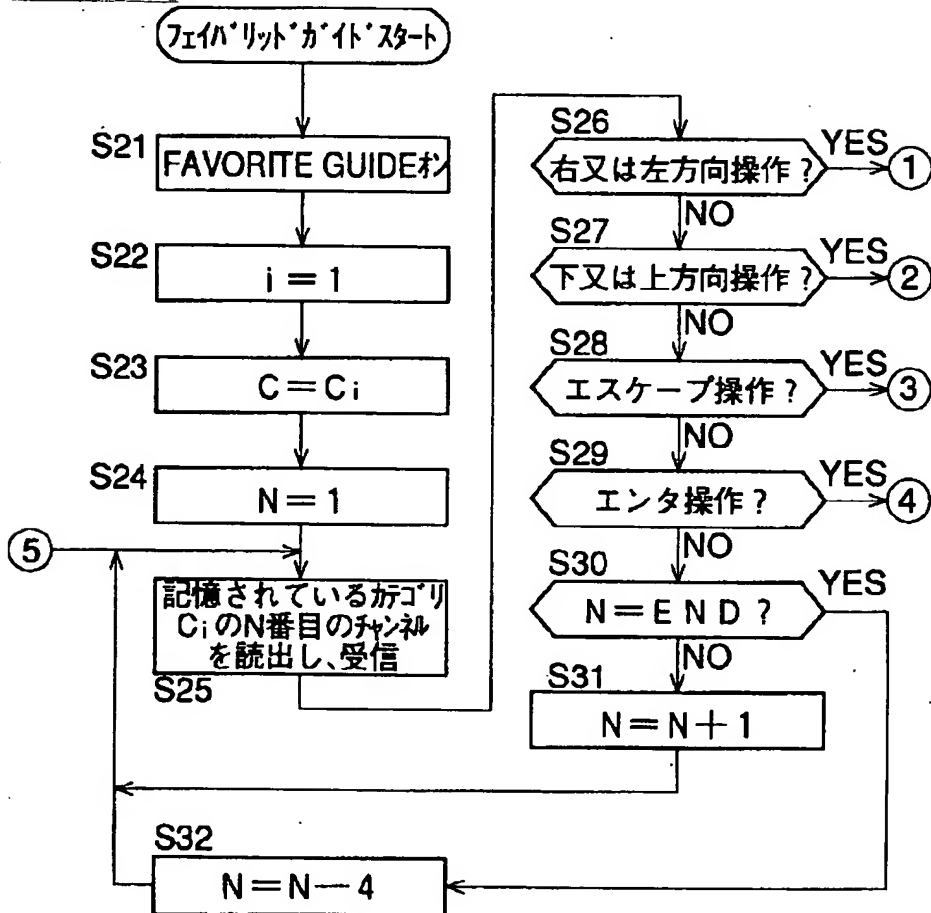 フェイバリットガイドスタート
S21
FAVORITE GUIDEオン
S22
i=1
S23
C=Ci
S24
N=1
⑤
記憶されているカテゴリ
CiのN番目のチャンネル
を読出し、受信
S25
S26
右又は左方向操作?
YES
①
NO
S27
下又は上方向操作?
YES
②
NO
S28
エスケープ操作?
YES
③
NO
S29
エンタ操作?
YES
④
NO
S30
N=END?
YES
NO
S31
N=N+1
S32
N=N-4